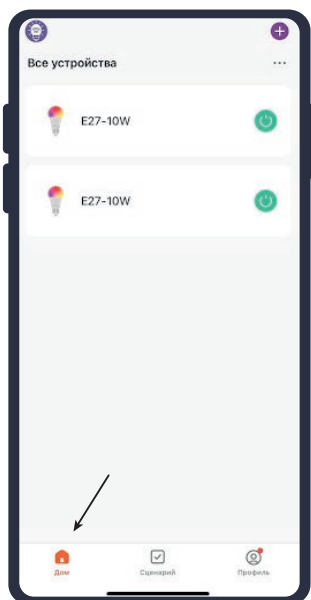 Все устройства
E27-10W
E27-10W
Дом
Сценарий
Профиль